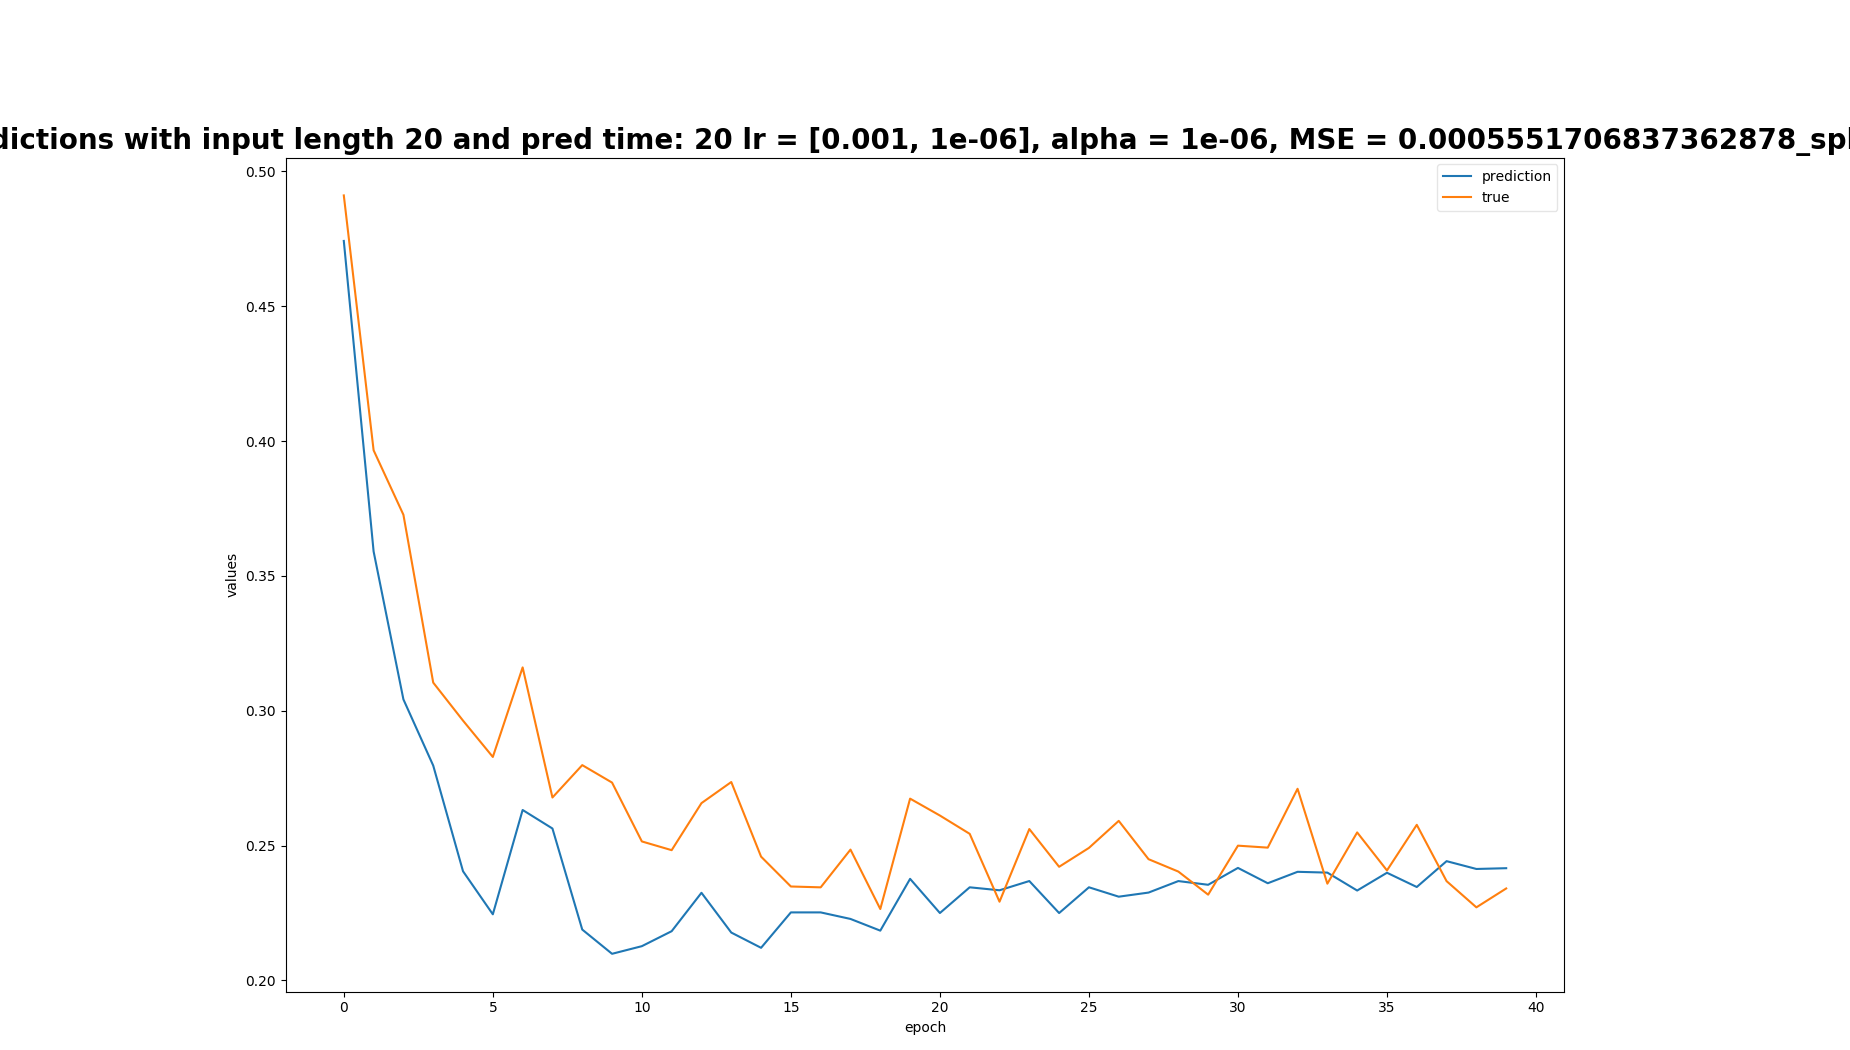 dictions with input length 20 and pred time: 20 lr = [0.001, 1e-06], alpha = 1e-06, MSE = 0.0005551706837362878_spl
prediction
true
0.50
0.45
0.40
0.35
0.30
0.25
0.20
values
0 5 10 15 20 25 30 35 40
epoch